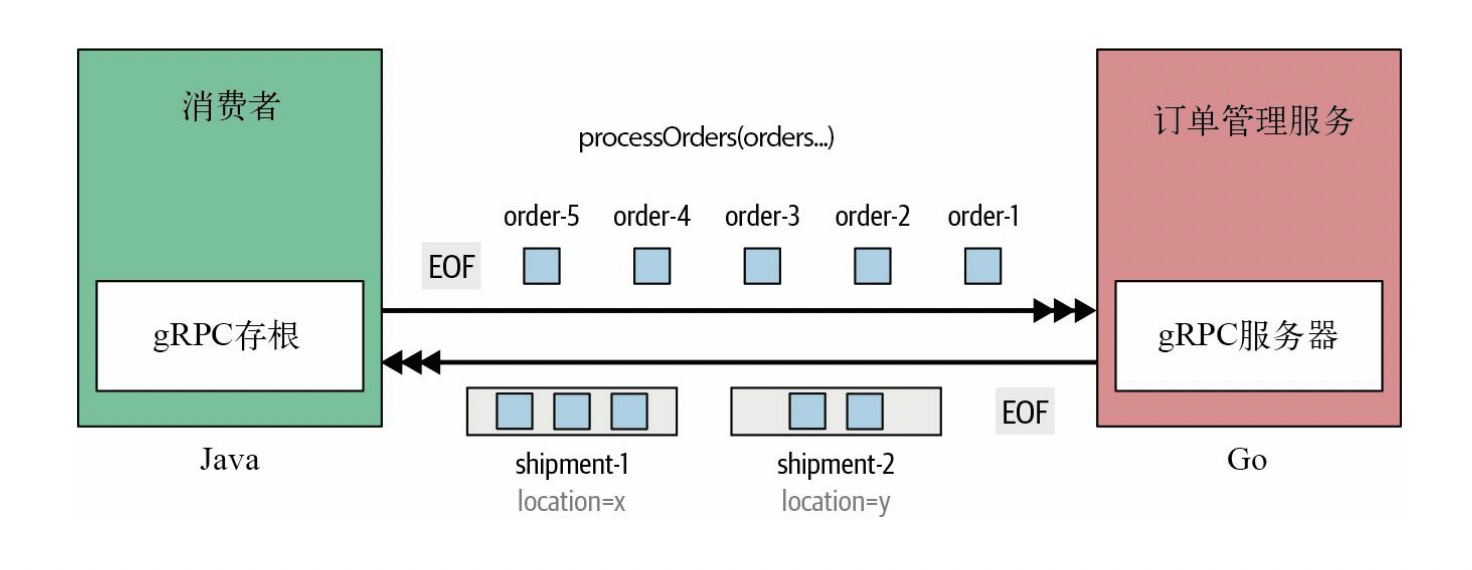 消费者
订单管理服务
processOrders(orders...)
order-5 order-4 order-3 order-2 order-1
EOF
gRPC存根
gRPC服务器
EOF
shipment-1 shipment-2
location=x location=y
Java
Go